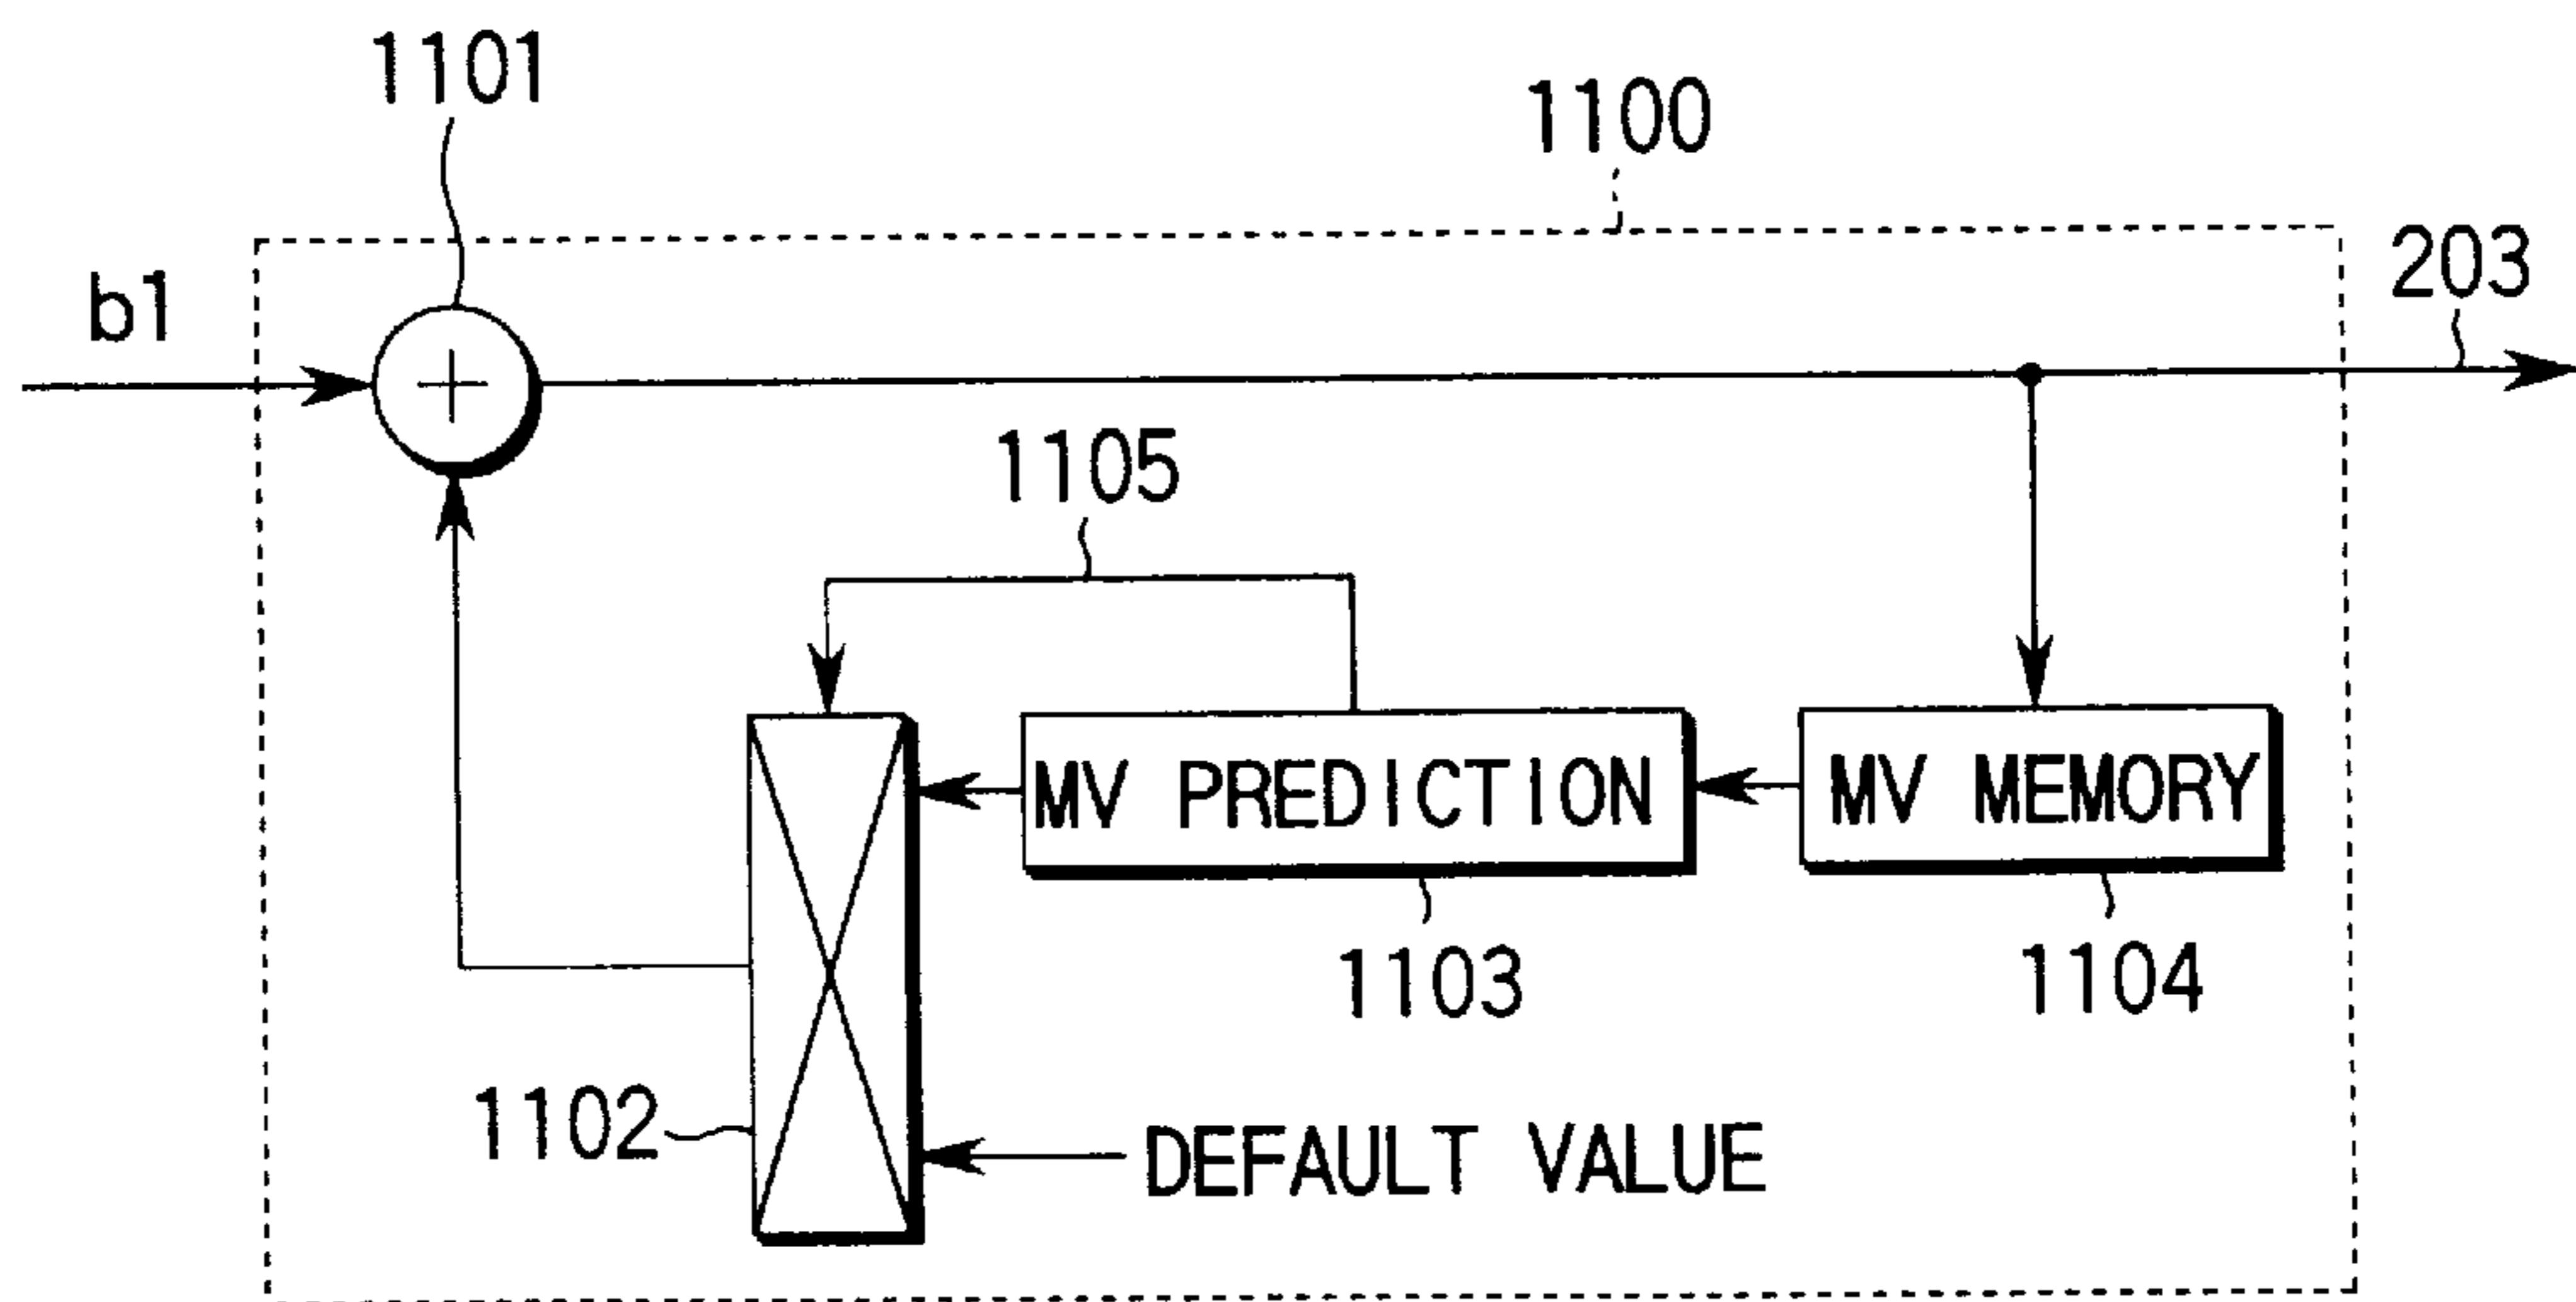 1101
1100
b1
203
1105
MV PREDICTION
MV MEMORY
1103
1104
1102
DEFAULT VALUE